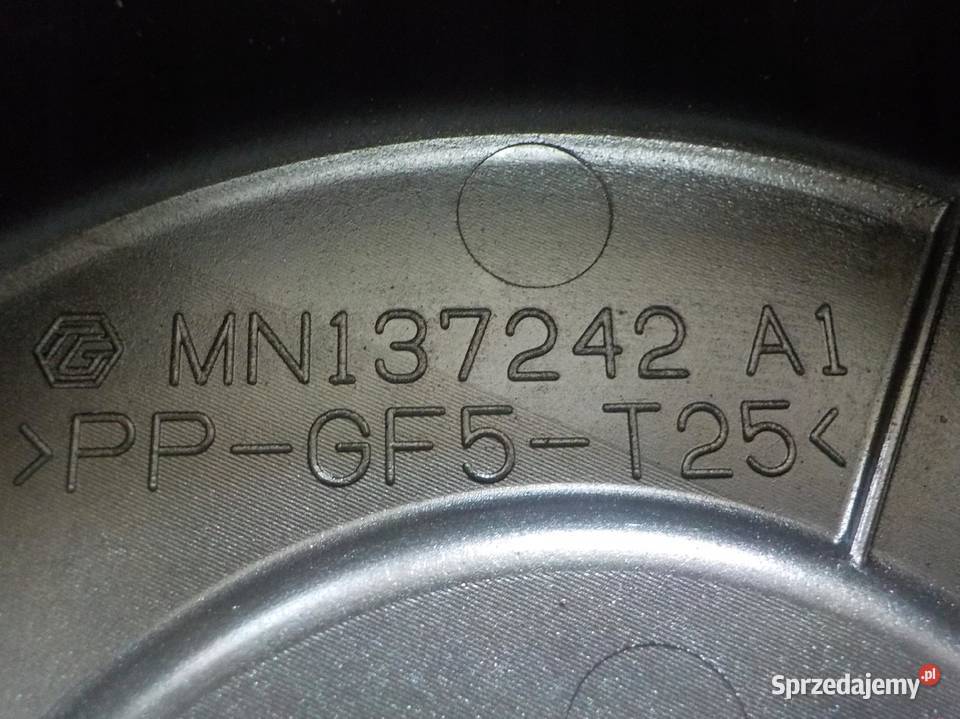 MN137242 A1
>PP-GF5-T25<
Sprzedajemy.pl